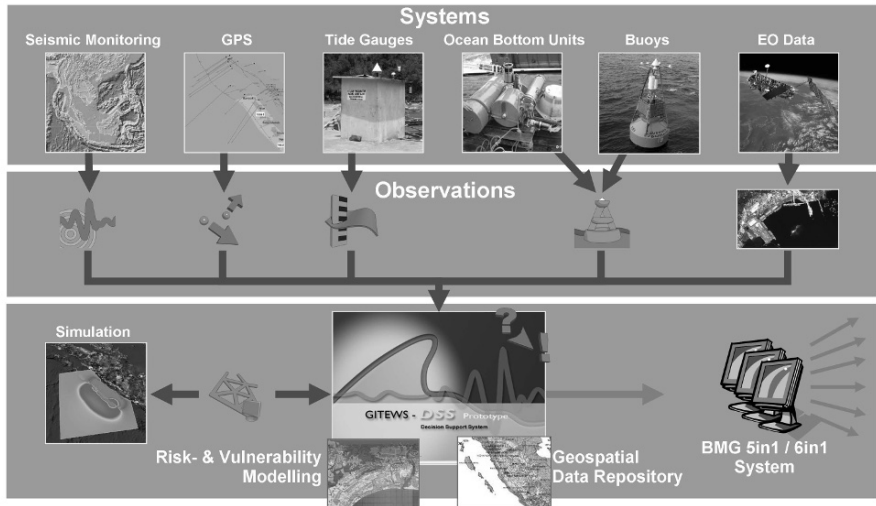 Systems
Seismic Monitoring
GPS
Tide Gauges
Ocean Bottom Units
Buoys
EO Data
Observations
Simulation
?
!
GITEWS - DSS Prototype
Decision Support System
Risk- & Vulnerability
Modelling
Geospatial
Data Repository
BMG 5in1 / 6in1
System